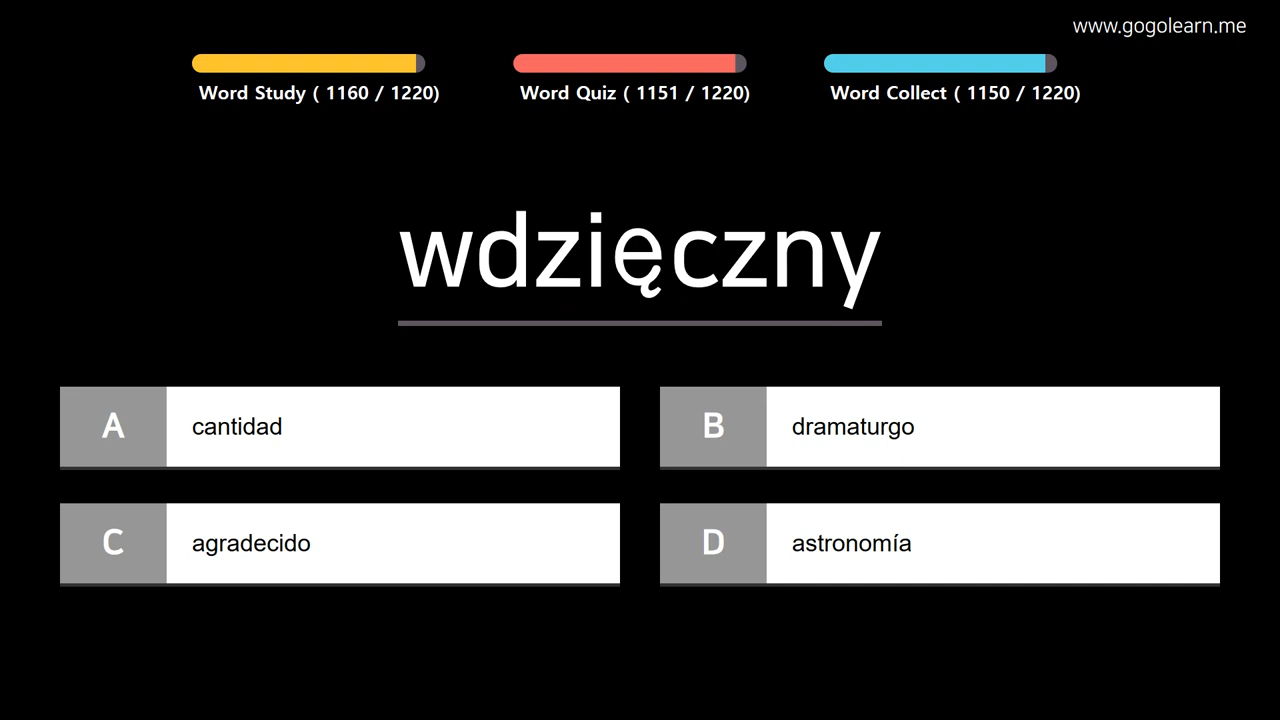 www.gogolearn.me
Word Study ( 1160 / 1220)
Word Quiz ( 1151 / 1220)
Word Collect ( 1150 / 1220)
wdzięczny
A cantidad
B dramaturgo
C agradecido
D astronomía